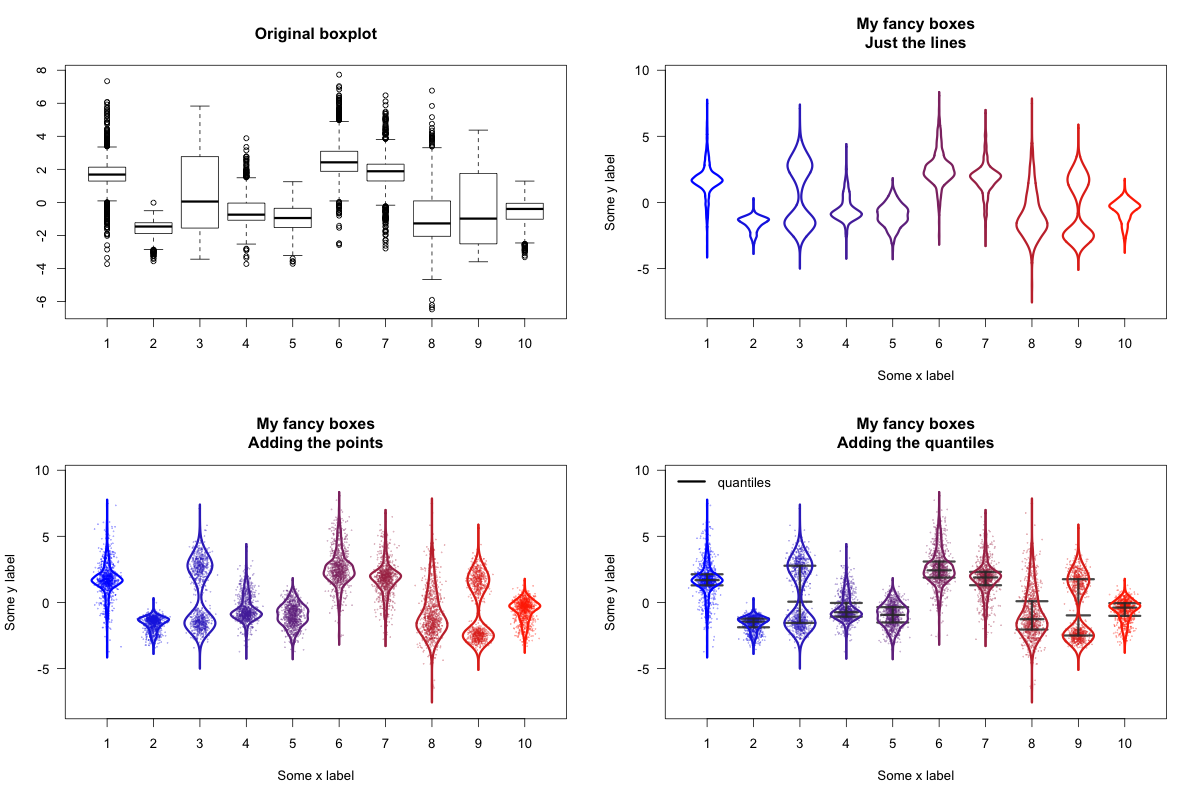 Original boxplot
8
6
4
2
0
-2
-4
-6
1 2 3 4 5 6 7 8 9 10
My fancy boxes
Just the lines
Some y label
10
5
0
-5
1 2 3 4 5 6 7 8 9 10
Some x label
My fancy boxes
Adding the points
Some y label
10
5
0
-5
1 2 3 4 5 6 7 8 9 10
Some x label
My fancy boxes
Adding the quantiles
quantiles
Some y label
10
5
0
-5
1 2 3 4 5 6 7 8 9 10
Some x label